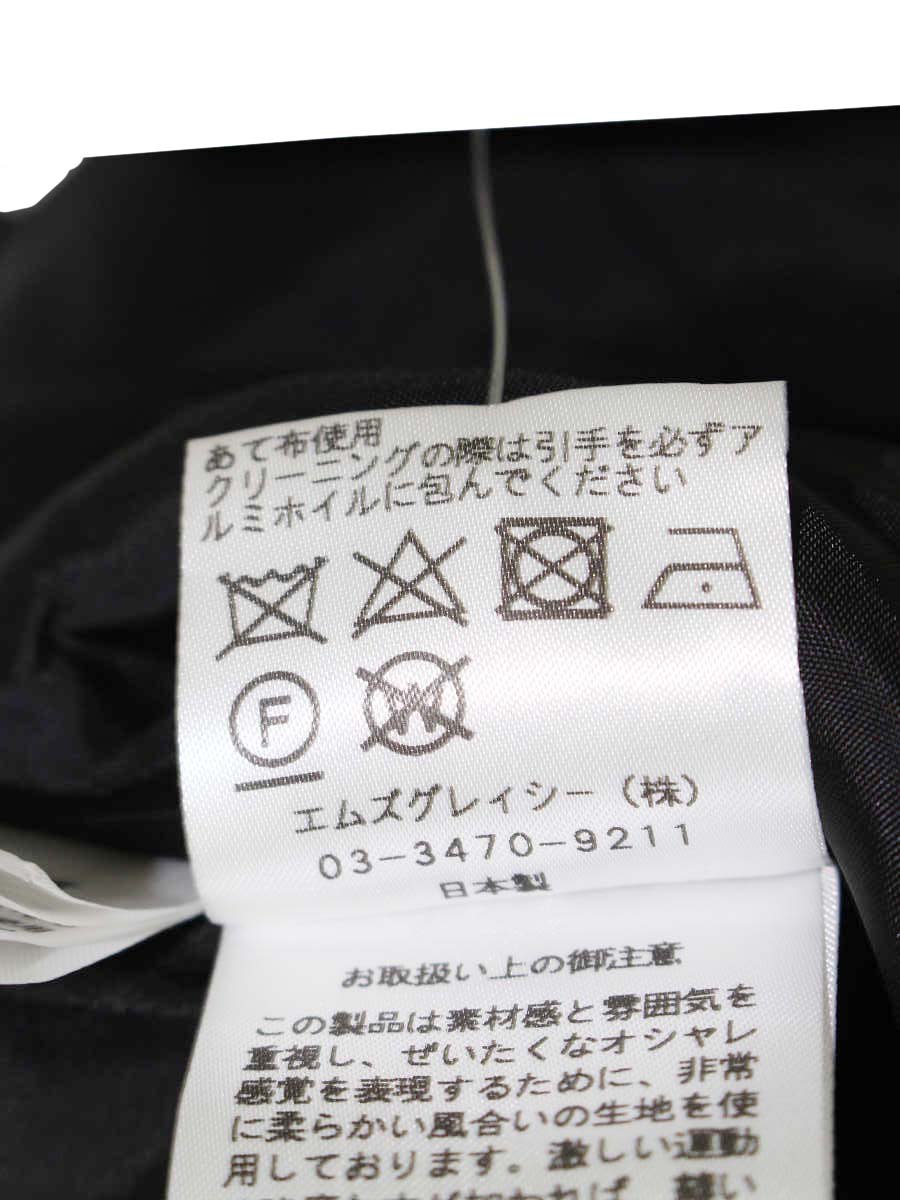 あて布使用
クリーニングの際は引手を必ずア
ルミホイルに包んでください
F
W
エムズグレイシー（株）
03-3470-9211
日本製
お取扱い上の御注意
この製品は素材感と雰囲気を
重視し、ぜいたくなオシャレ
感覚を表現するために、非常
に柔らかい風合いの生地を使
用しております。激しい運動